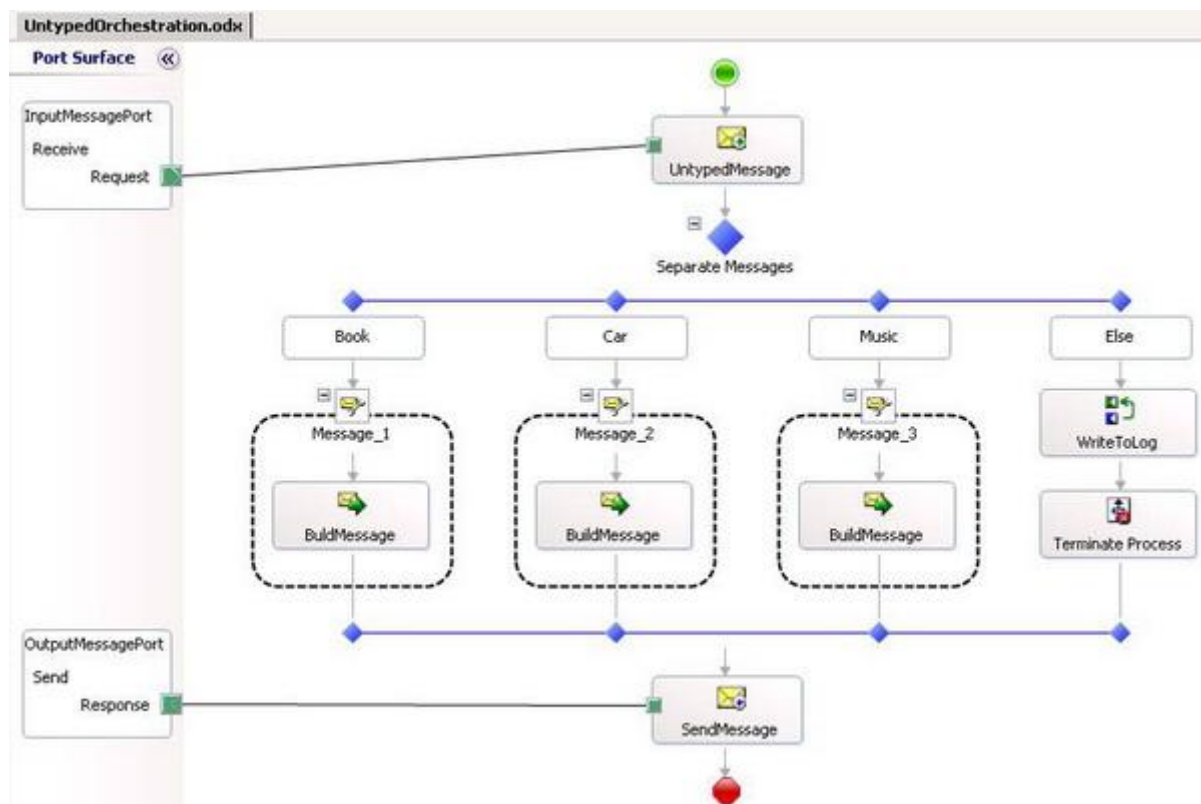 UntypedOrchestration.odx
Port Surface
InputMessagePort
Receive
Request
UntypedMessage
Separate Messages
Book
Car
Music
Else
Message_1
Message_2
Message_3
WriteToLog
BuldMessage
BuildMessage
BuildMessage
Terminate Process
OutputMessagePort
Send
Response
SendMessage